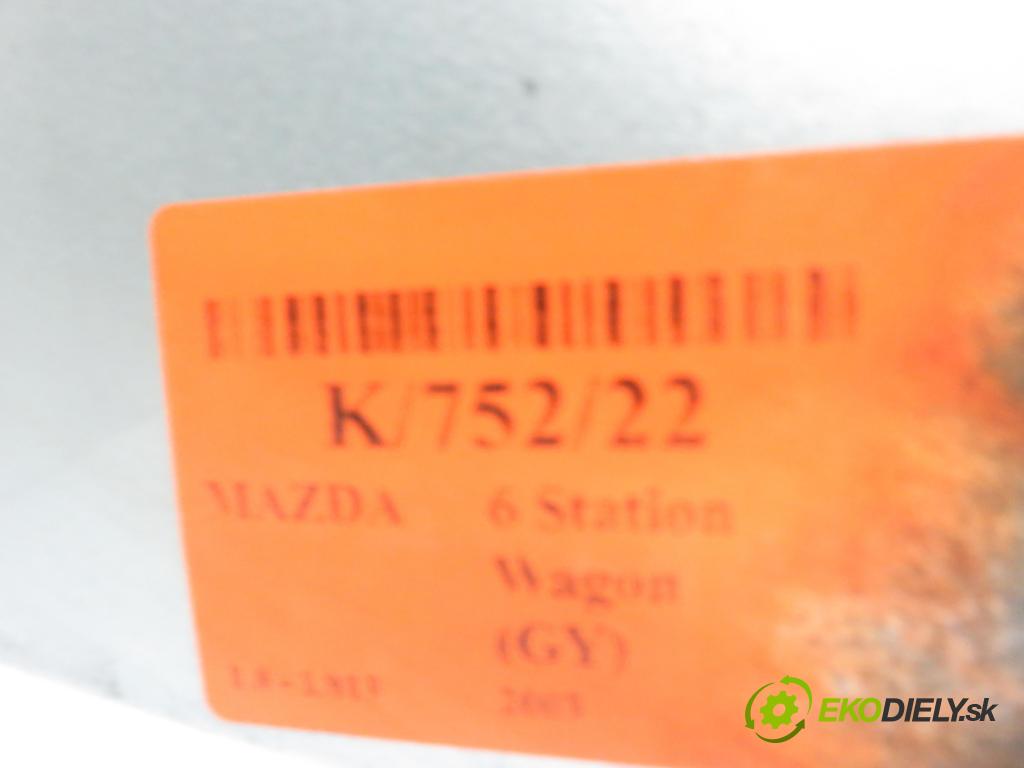 K/752/22
MAZDA 6 Station
Wagon
(GY)
EKODIELY.sk